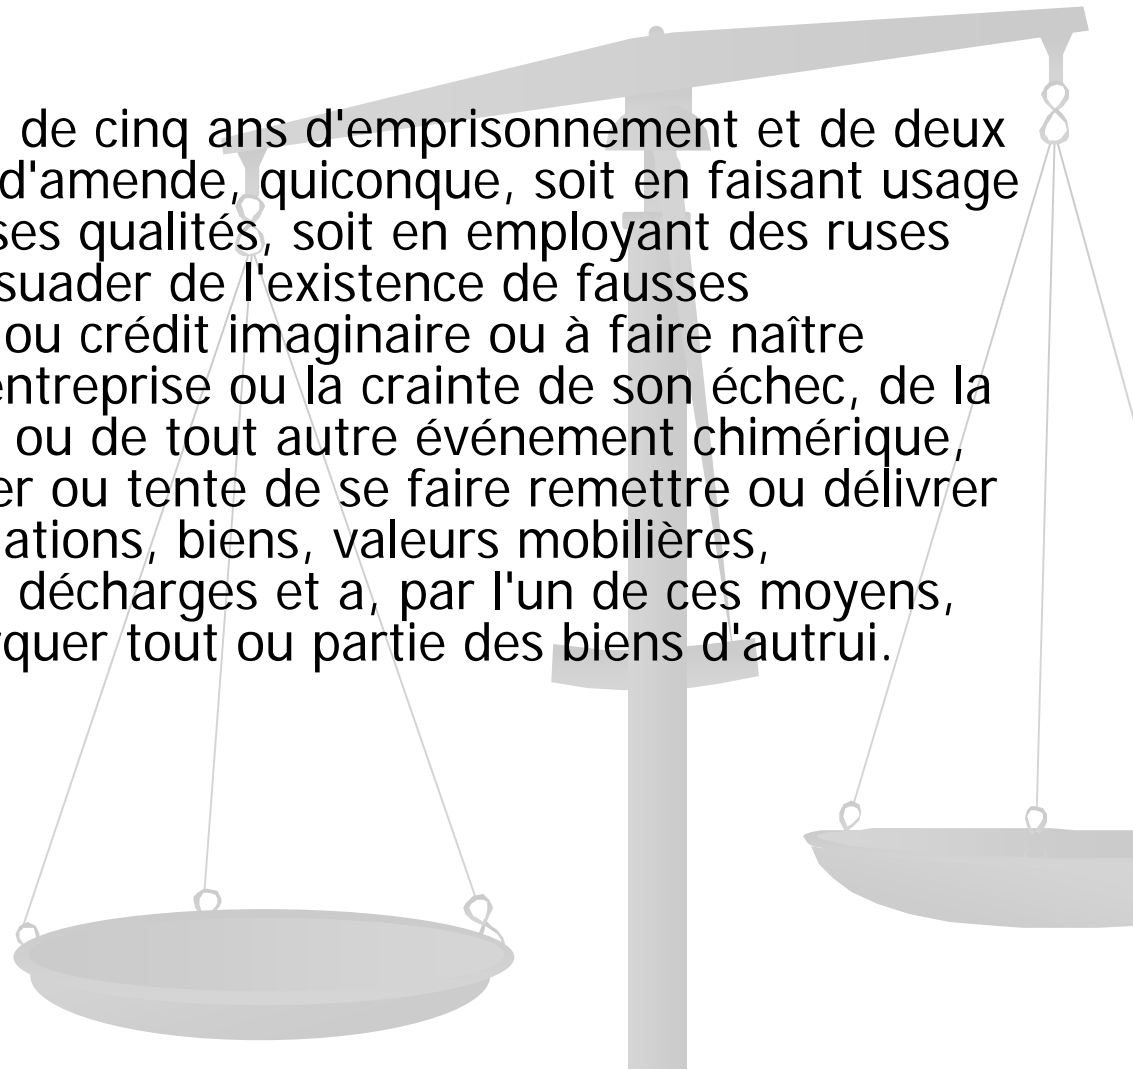 de cinq ans d'emprisonnement et de deux
d'amende, quiconque, soit en faisant usage
ses qualités, soit en employant des ruses
suader de l'existence de fausses
ou crédit imaginaire ou à faire naître
entreprise ou la crainte de son échec, de la
ou de tout autre événement chimérique,
er ou tente de se faire remettre ou délivrer
ations, biens, valeurs mobilières,
décharges et a, par l'un de ces moyens,
quer tout ou partie des biens d'autrui.